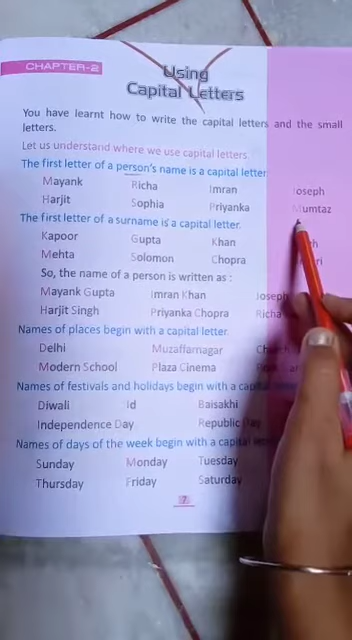 CHAPTER-2
Using
Capital Letters
You have learnt how to write the capital letters and the small
letters.
Let us understand where we use capital letters.
The first letter of a person's name is a capital letter
Mayank Richa Imran Joseph
Harjit Sophia Priyanka Mumtaz
The first letter of a surname is a capital letter.
Kapoor Gupta Khan
Mehta Solomon Chopra
So, the name of a person is written as :
Mayank Gupta Imran Khan Joseph
Harjit Singh Priyanka Chopra Richa
Names of places begin with a capital letter.
Delhi Muzaffarnagar
Modern School Plaza Cinema
Names of festivals and holidays begin with a capital
Diwali Id Baisakhi
Independence Day Republic Day
Names of days of the week begin with a capital
Sunday Monday Tuesday
Thursday Friday Saturday
7